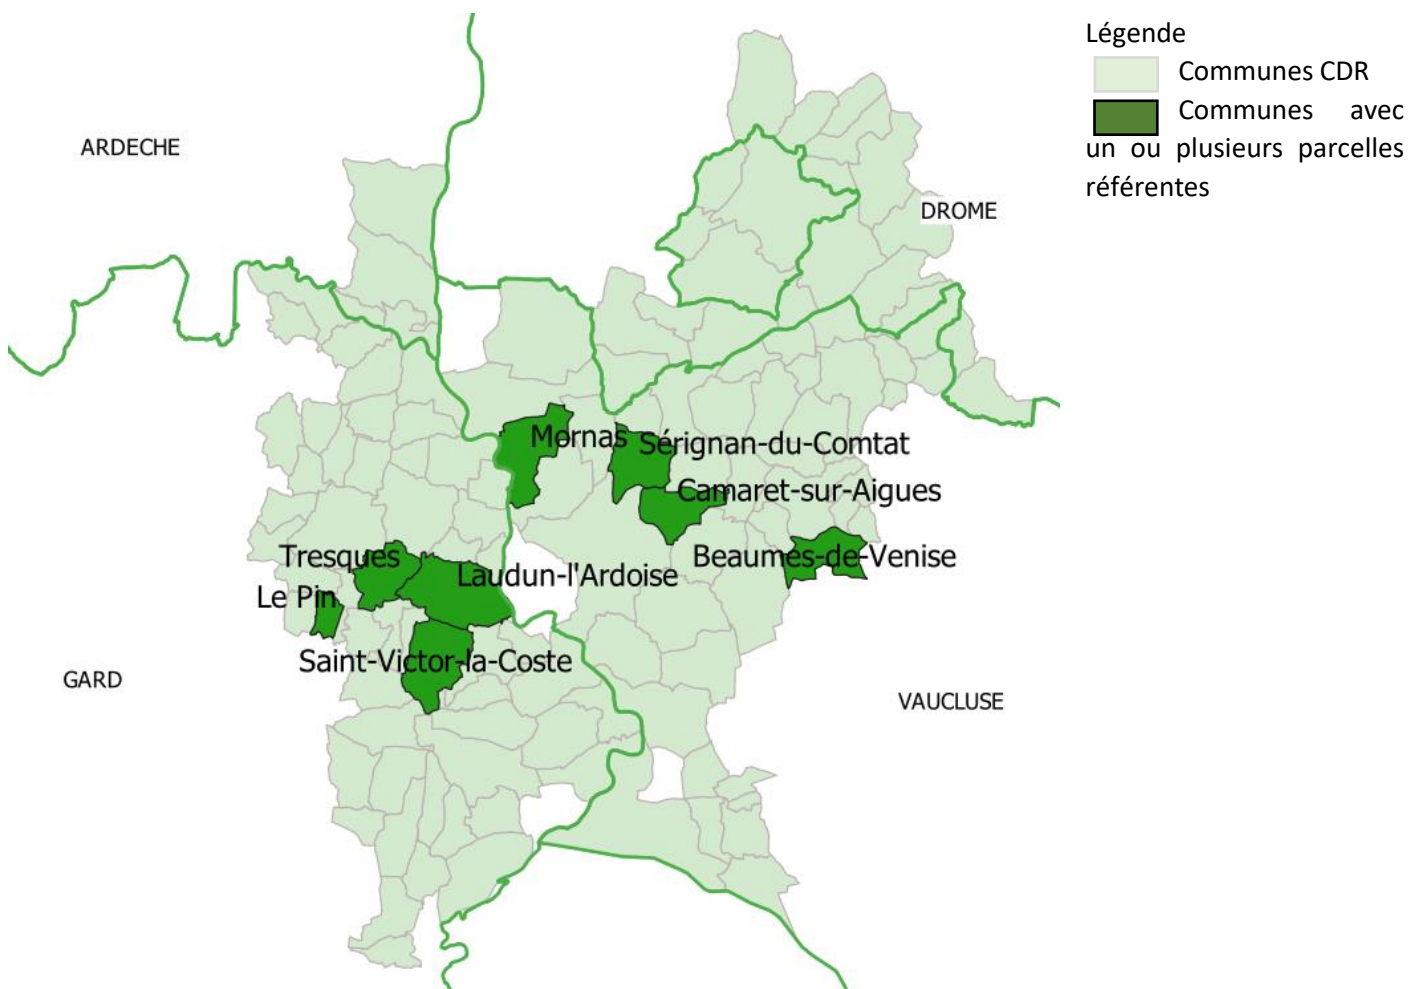 Légende
Communes CDR
Communes avec
un ou plusieurs parcelles
référentes
ARDECHE
DROME
Mornas
Sérignan-du-Comtat
Camaret-sur-Aigues
Tresques
Beaumes-de-Venise
Laudun-l'Ardoise
Le Pin
Saint-Victor-la-Coste
GARD
VAUCLUSE